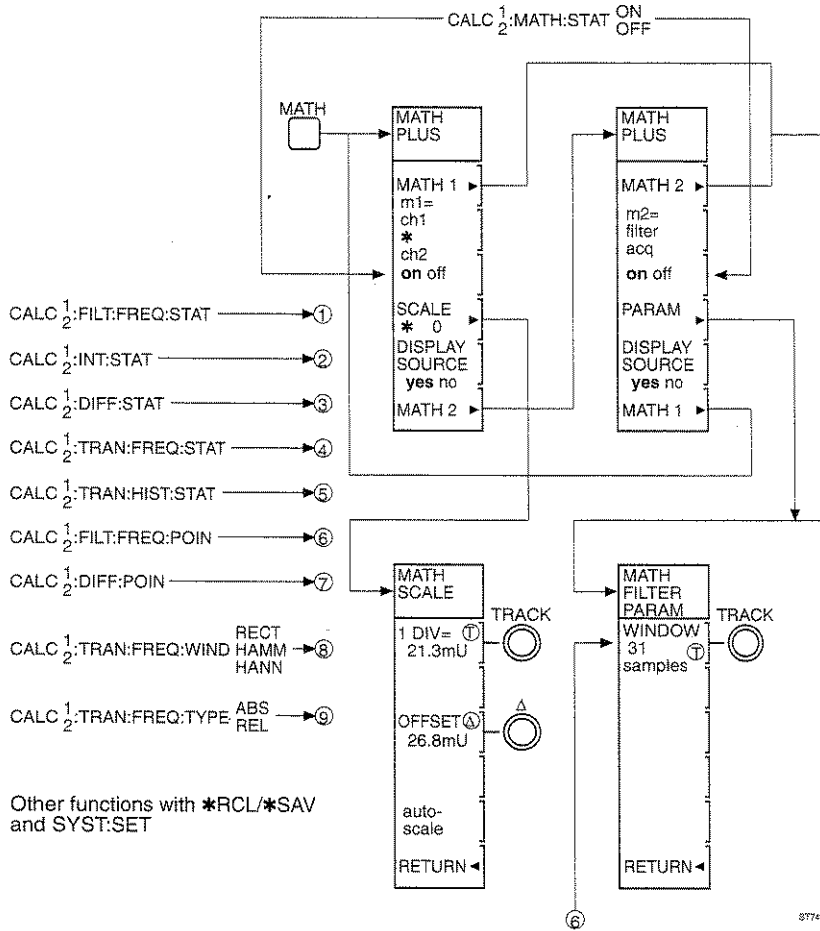 CALC 1/2:MATH:STAT ON
OFF
MATH
MATH
PLUS
MATH 1 ►
m1=
ch1
✱
ch2
on off
SCALE ►
✱ 0
DISPLAY
SOURCE
yes no
MATH 2 ►
MATH
PLUS
MATH 2 ►
m2=
filter
acq
on off
PARAM ►
DISPLAY
SOURCE
yes no
MATH 1 ►
CALC 1/2:FILT:FREQ:STAT ①
CALC 1/2:INT:STAT ②
CALC 1/2:DIFF:STAT ③
CALC 1/2:TRAN:FREQ:STAT ④
CALC 1/2:TRAN:HIST:STAT ⑤
CALC 1/2:FILT:FREQ:POIN ⑥
CALC 1/2:DIFF:POIN ⑦
RECT
CALC 1/2:TRAN:FREQ:WIND HAMM ⑧
HANN
CALC 1/2:TRAN:FREQ:TYPE ABS ⑨
REL
Other functions with ✱RCL/✱SAV
and SYST:SET
MATH
SCALE
TRACK
1 DIV= Ⓣ
21.3mU
Δ
OFFSET Δ
26.8mU
auto-
scale
RETURN ◄
MATH
FILTER
PARAM
TRACK
WINDOW
31 Ⓣ
samples
RETURN ◄
⑥